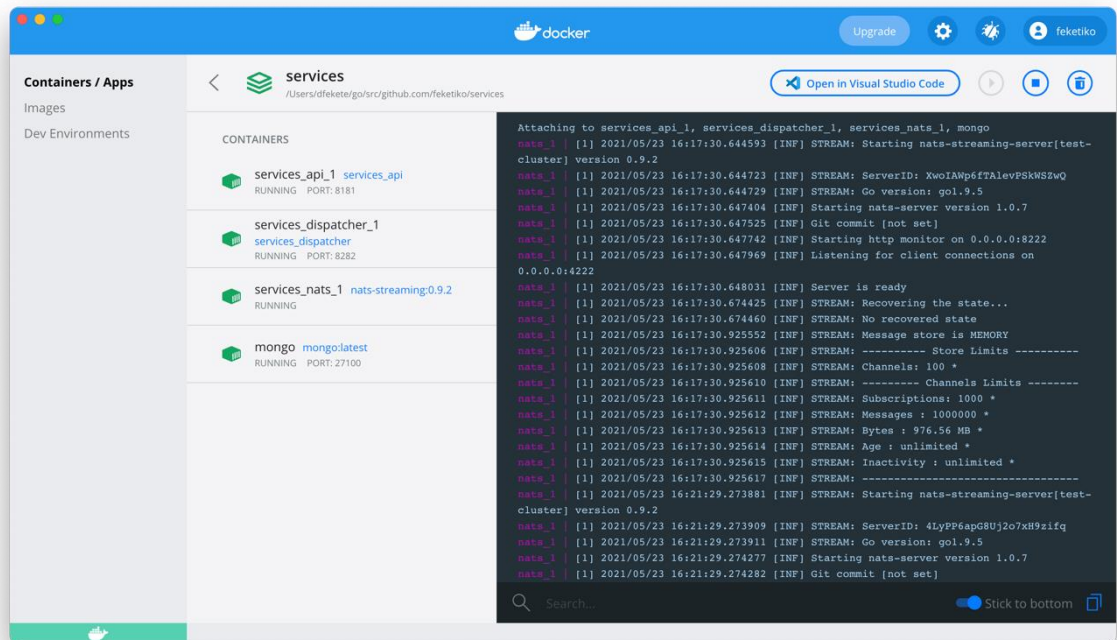 docker
Upgrade
feketiko
Containers / Apps
Images
Dev Environments
services
/Users/dfekete/go/src/github.com/feketiko/services
Open in Visual Studio Code
CONTAINERS
services_api_1 services_api
RUNNING PORT: 8181
services_dispatcher_1
services_dispatcher
RUNNING PORT: 8282
services_nats_1 nats-streaming:0.9.2
RUNNING
mongo mongo:latest
RUNNING PORT: 27100
Attaching to services_api_1, services_dispatcher_1, services_nats_1, mongo
nats_1 | [1] 2021/05/23 16:17:30.644593 [INF] STREAM: Starting nats-streaming-server[test-
cluster] version 0.9.2
nats_1 | [1] 2021/05/23 16:17:30.644723 [INF] STREAM: ServerID: XwoIAWp6fTAlevPSkWSZwQ
nats_1 | [1] 2021/05/23 16:17:30.644729 [INF] STREAM: Go version: go1.9.5
nats_1 | [1] 2021/05/23 16:17:30.647404 [INF] Starting nats-server version 1.0.7
nats_1 | [1] 2021/05/23 16:17:30.647525 [INF] Git commit [not set]
nats_1 | [1] 2021/05/23 16:17:30.647742 [INF] Starting http monitor on 0.0.0.0:8222
nats_1 | [1] 2021/05/23 16:17:30.647969 [INF] Listening for client connections on
0.0.0.0:4222
nats_1 | [1] 2021/05/23 16:17:30.648031 [INF] Server is ready
nats_1 | [1] 2021/05/23 16:17:30.674425 [INF] STREAM: Recovering the state...
nats_1 | [1] 2021/05/23 16:17:30.674460 [INF] STREAM: No recovered state
nats_1 | [1] 2021/05/23 16:17:30.925552 [INF] STREAM: Message store is MEMORY
nats_1 | [1] 2021/05/23 16:17:30.925606 [INF] STREAM: ---------- Store Limits ----------
nats_1 | [1] 2021/05/23 16:17:30.925608 [INF] STREAM: Channels: 100 *
nats_1 | [1] 2021/05/23 16:17:30.925610 [INF] STREAM: --------- Channels Limits --------
nats_1 | [1] 2021/05/23 16:17:30.925611 [INF] STREAM: Subscriptions: 1000 *
nats_1 | [1] 2021/05/23 16:17:30.925612 [INF] STREAM: Messages : 1000000 *
nats_1 | [1] 2021/05/23 16:17:30.925613 [INF] STREAM: Bytes : 976.56 MB *
nats_1 | [1] 2021/05/23 16:17:30.925614 [INF] STREAM: Age : unlimited *
nats_1 | [1] 2021/05/23 16:17:30.925615 [INF] STREAM: Inactivity : unlimited *
nats_1 | [1] 2021/05/23 16:17:30.925617 [INF] STREAM: ----------------------------------
nats_1 | [1] 2021/05/23 16:21:29.273881 [INF] STREAM: Starting nats-streaming-server[test-
cluster] version 0.9.2
nats_1 | [1] 2021/05/23 16:21:29.273909 [INF] STREAM: ServerID: 4LyPP6apG8Uj2o7xH9zifq
nats_1 | [1] 2021/05/23 16:21:29.273911 [INF] STREAM: Go version: go1.9.5
nats_1 | [1] 2021/05/23 16:21:29.274277 [INF] Starting nats-server version 1.0.7
nats_1 | [1] 2021/05/23 16:21:29.274282 [INF] Git commit [not set]
Search...
Stick to bottom